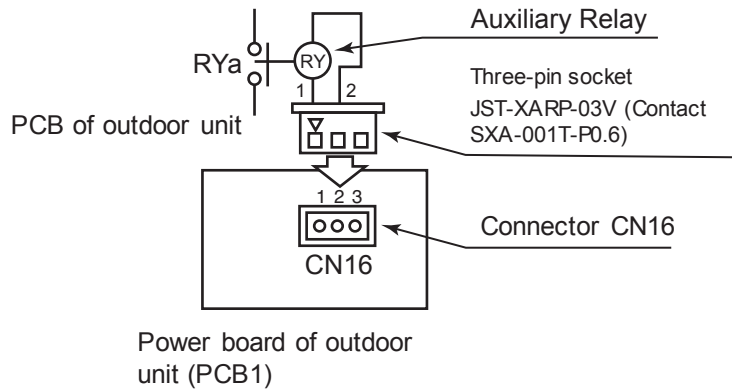 Auxiliary Relay
RYa
RY
1 2
Three-pin socket
JST-XARP-03V (Contact
SXA-001T-P0.6)
PCB of outdoor unit
1 2 3
Connector CN16
CN16
Power board of outdoor
unit (PCB1)